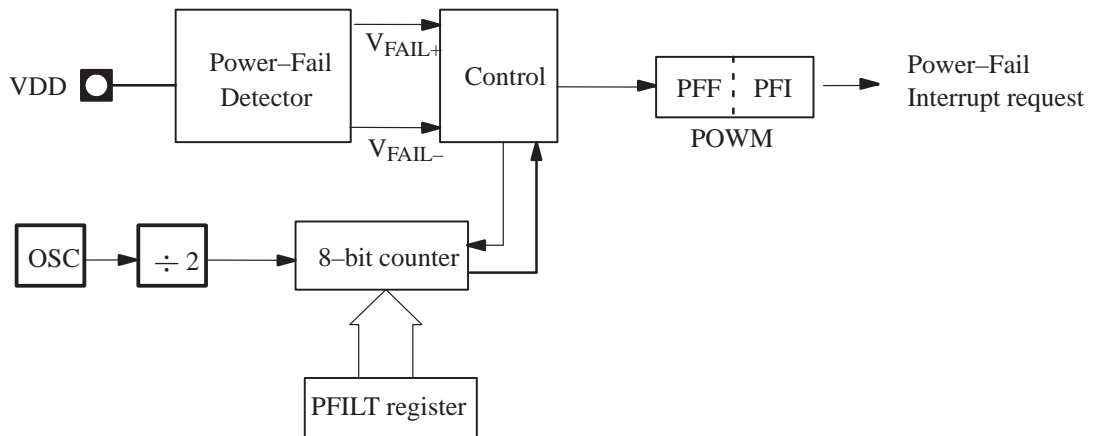 VFAIL+
VDD
Power–Fail
Detector
Control
PFF
PFI
Power–Fail
Interrupt request
POWM
VFAIL–
OSC
÷ 2
8–bit counter
PFILT register